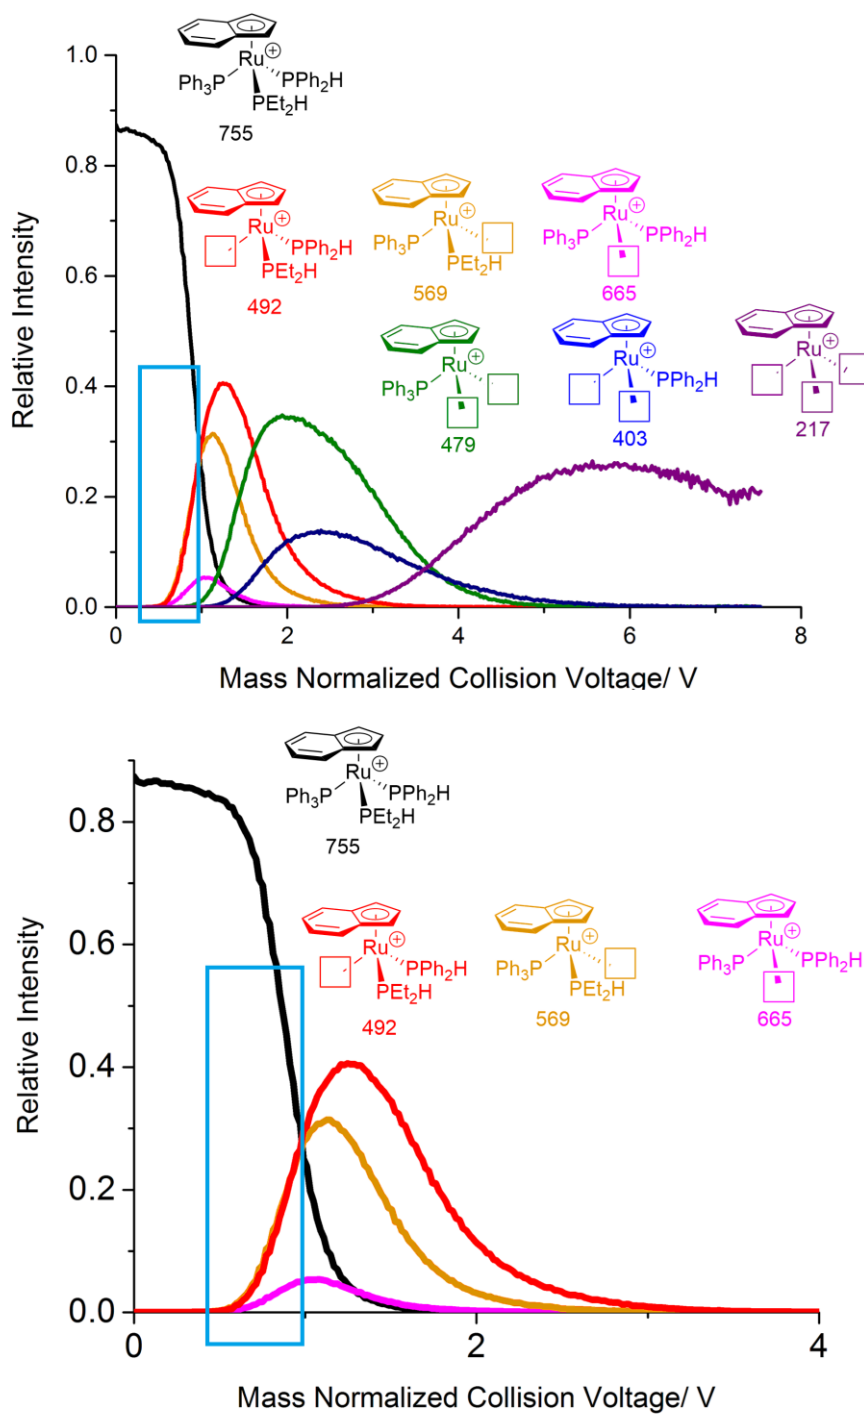 Ru⊕
Ph₃P PPh₂H
PEt₂H
755
Ru⊕
PPh₂H
PEt₂H
492
Ru⊕
Ph₃P
PEt₂H
569
Ru⊕
Ph₃P PPh₂H
665
Ru⊕
Ph₃P
479
Ru⊕
PPh₂H
403
Ru⊕
217
Relative Intensity
1.0
0.8
0.6
0.4
0.2
0.0
0 2 4 6 8
Mass Normalized Collision Voltage/ V
Ru⊕
Ph₃P PPh₂H
PEt₂H
755
Ru⊕
PPh₂H
PEt₂H
492
Ru⊕
Ph₃P
PEt₂H
569
Ru⊕
Ph₃P PPh₂H
665
Relative Intensity
0.8
0.6
0.4
0.2
0.0
0 2 4
Mass Normalized Collision Voltage/ V